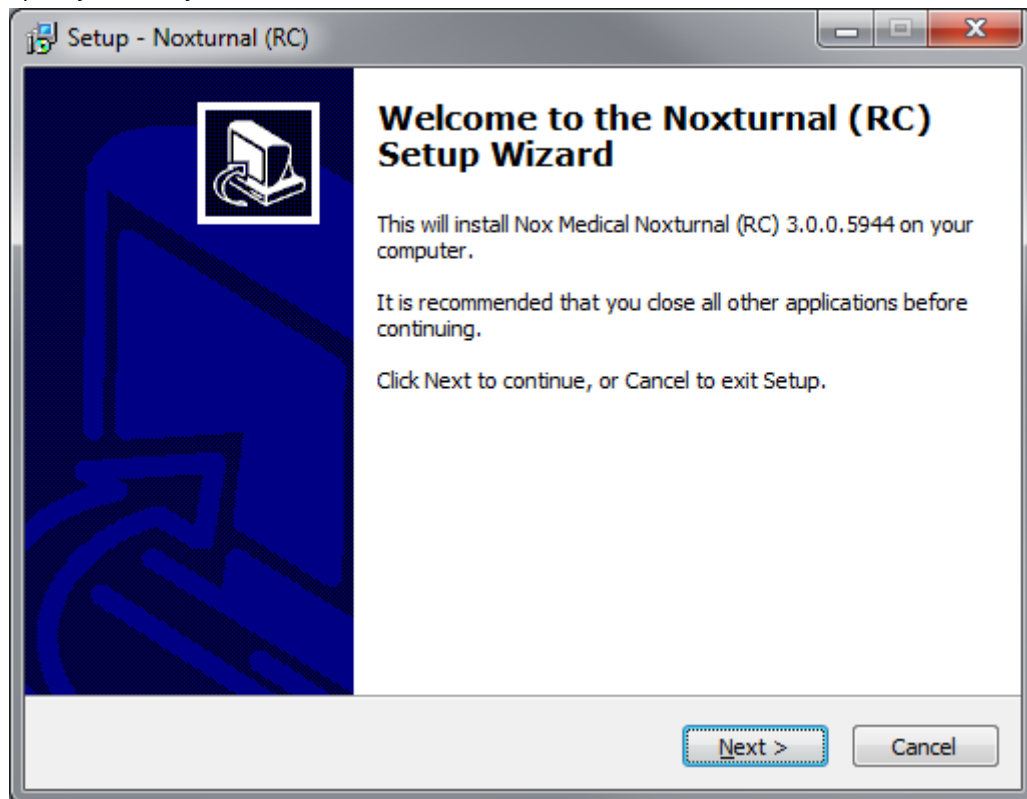 Setup - Noxturnal (RC)
Welcome to the Noxturnal (RC)
Setup Wizard
This will install Nox Medical Noxturnal (RC) 3.0.0.5944 on your
computer.
It is recommended that you close all other applications before
continuing.
Click Next to continue, or Cancel to exit Setup.
Next >
Cancel